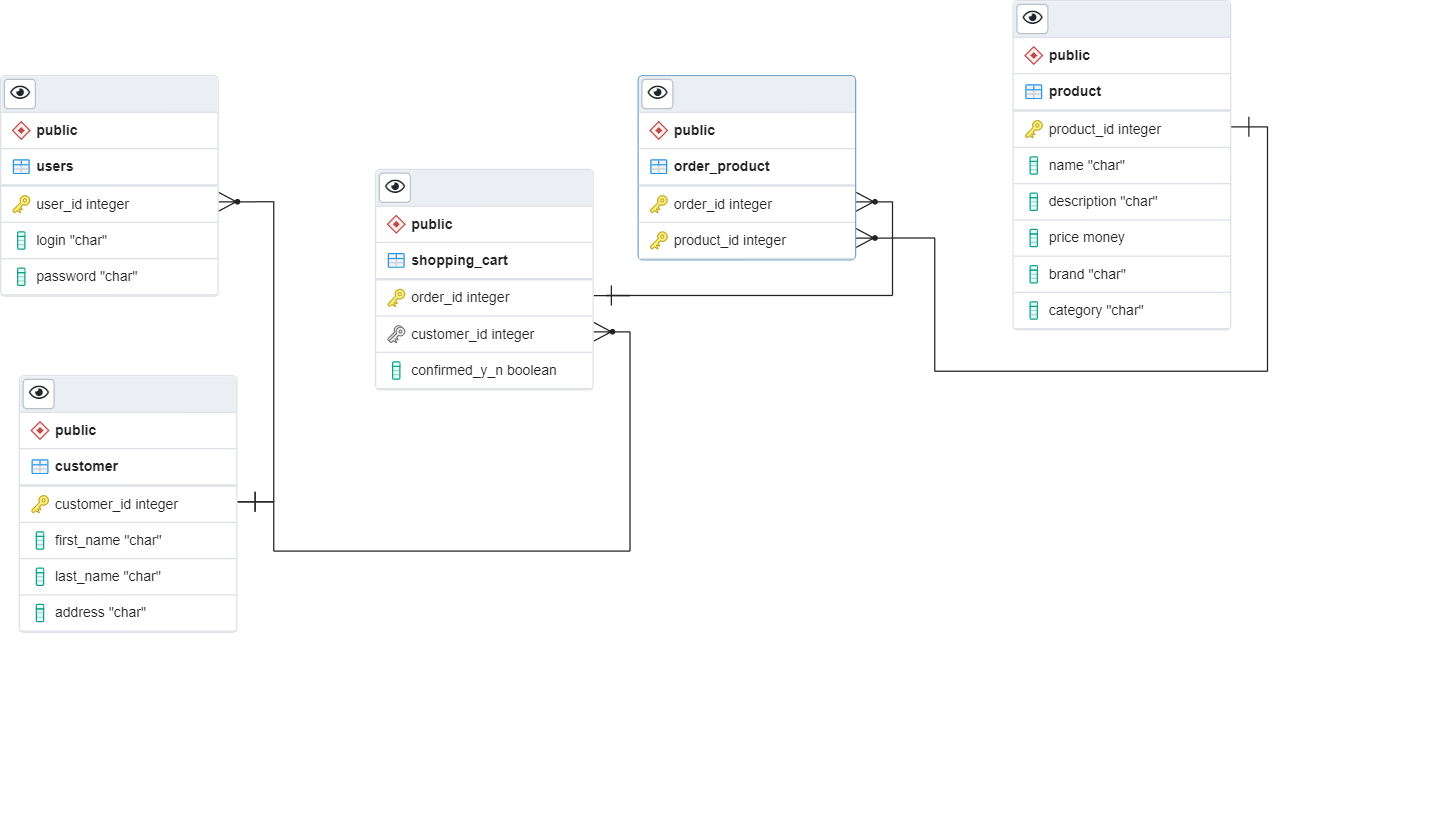 public
users
user_id integer
login "char"
password "char"
public
customer
customer_id integer
first_name "char"
last_name "char"
address "char"
public
shopping_cart
order_id integer
customer_id integer
confirmed_y_n boolean
public
order_product
order_id integer
product_id integer
public
product
product_id integer
name "char"
description "char"
price money
brand "char"
category "char"